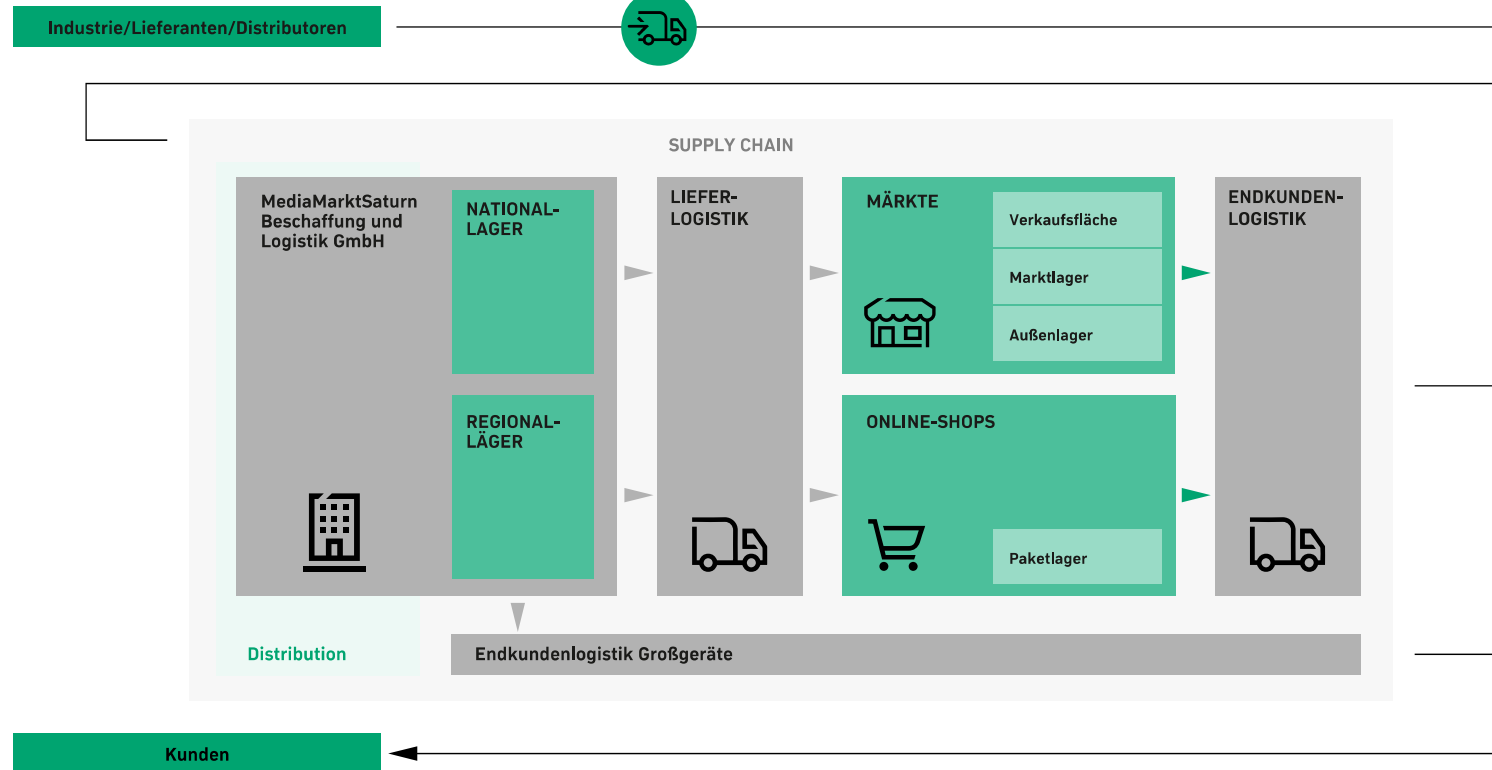 Industrie/Lieferanten/Distributoren
SUPPLY CHAIN
MediaMarktSaturn
Beschaffung und
Logistik GmbH
NATIONAL-
LAGER
REGIONAL-
LÄGER
LIEFER-
LOGISTIK
MÄRKTE
Verkaufsfläche
Marktlager
Außenlager
ONLINE-SHOPS
Paketlager
ENDKUNDEN-
LOGISTIK
Distribution
Endkundenlogistik Großgeräte
Kunden